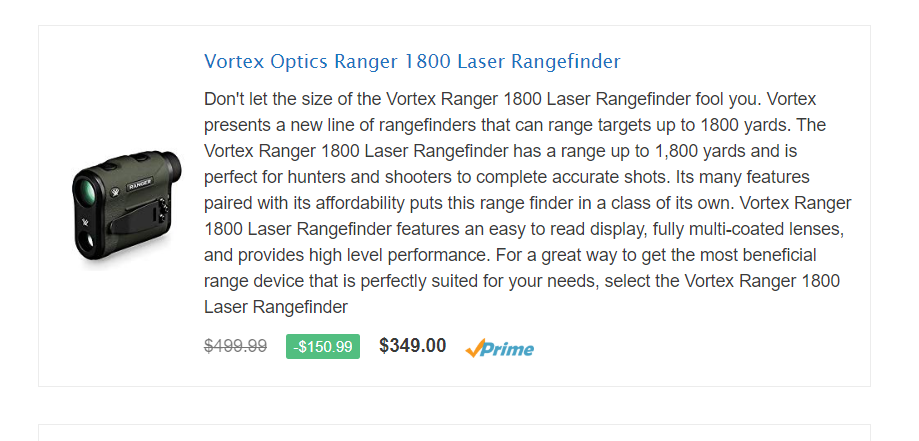 Vortex Optics Ranger 1800 Laser Rangefinder
Don't let the size of the Vortex Ranger 1800 Laser Rangefinder fool you. Vortex
presents a new line of rangefinders that can range targets up to 1800 yards. The
Vortex Ranger 1800 Laser Rangefinder has a range up to 1,800 yards and is
perfect for hunters and shooters to complete accurate shots. Its many features
paired with its affordability puts this range finder in a class of its own. Vortex Ranger
1800 Laser Rangefinder features an easy to read display, fully multi-coated lenses,
and provides high level performance. For a great way to get the most beneficial
range device that is perfectly suited for your needs, select the Vortex Ranger 1800
Laser Rangefinder
RANGER
$499.99 -$150.99 $349.00 Prime